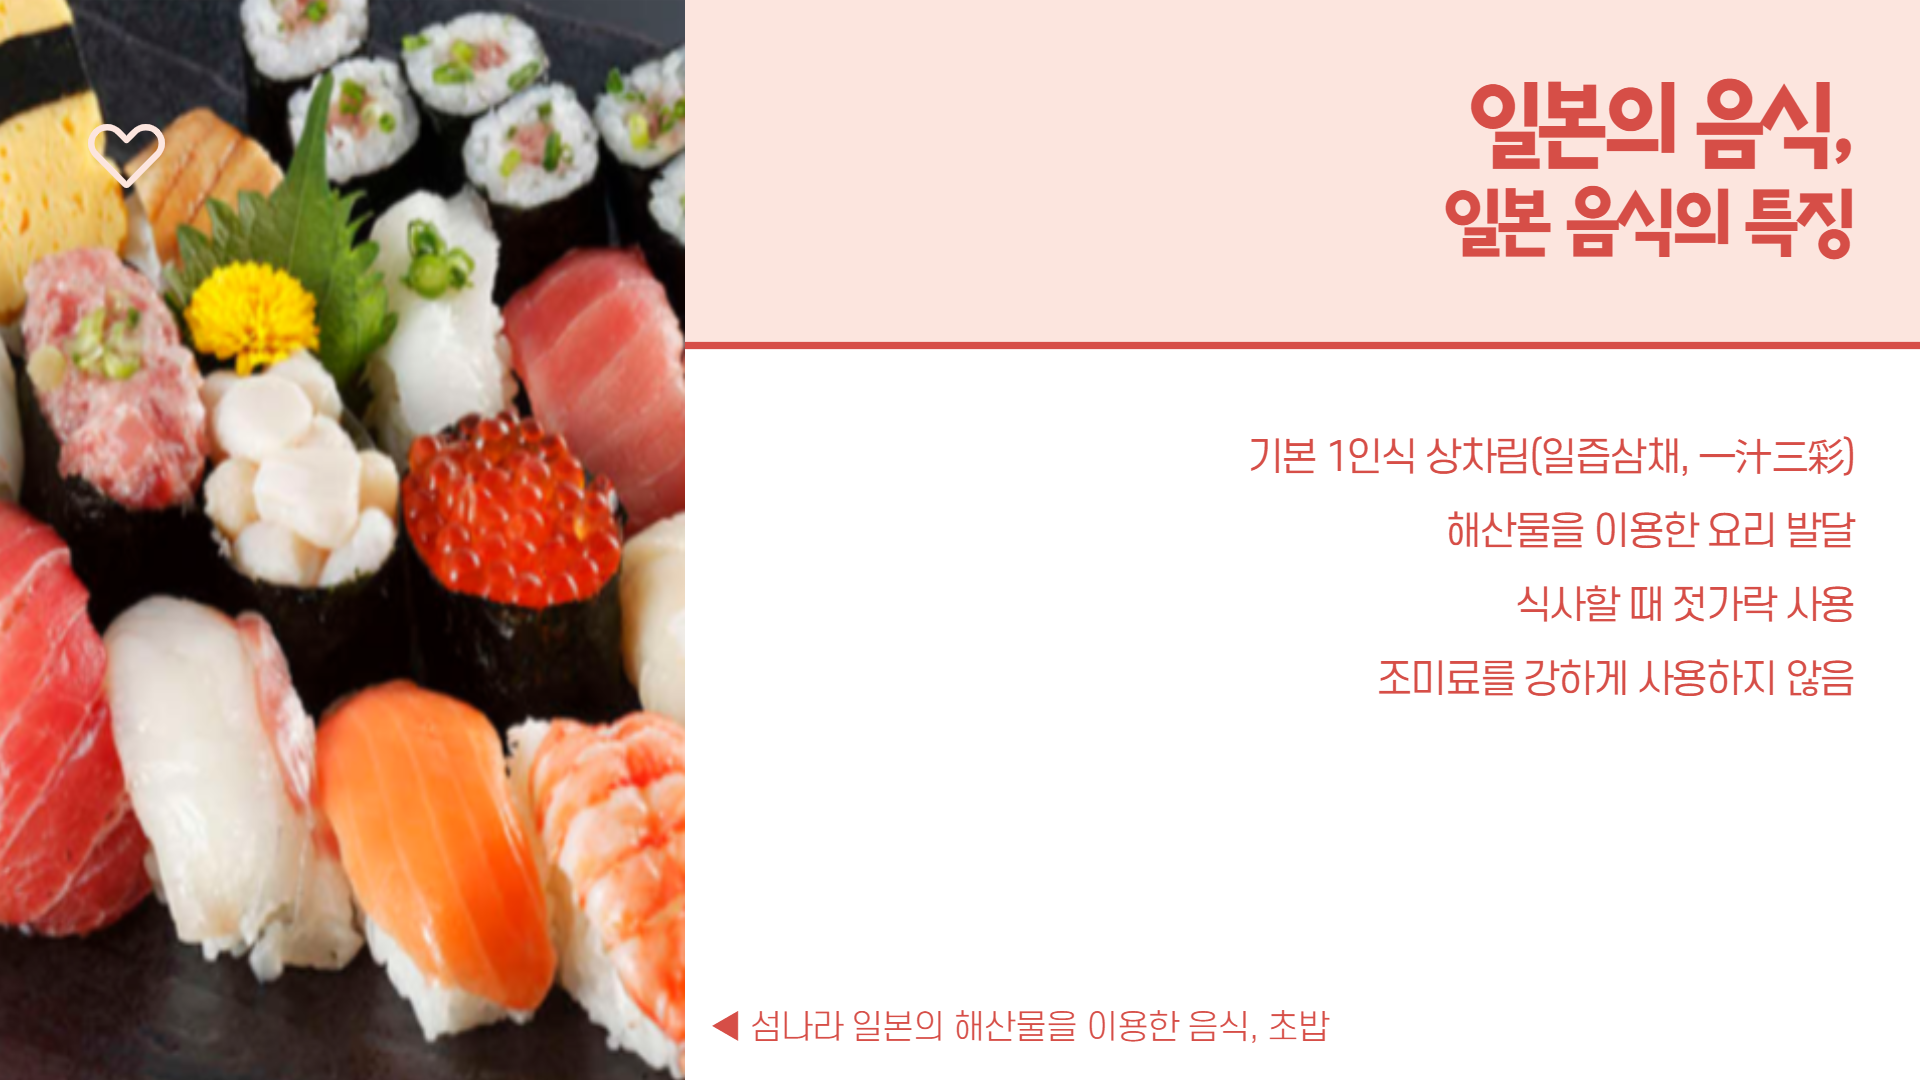 일본의 음식,
일본 음식의 특징
기본 1인식 상차림(일즙삼채, 一汁三彩)
해산물을 이용한 요리 발달
식사할 때 젓가락 사용
조미료를 강하게 사용하지 않음
◀ 섬나라 일본의 해산물을 이용한 음식, 초밥